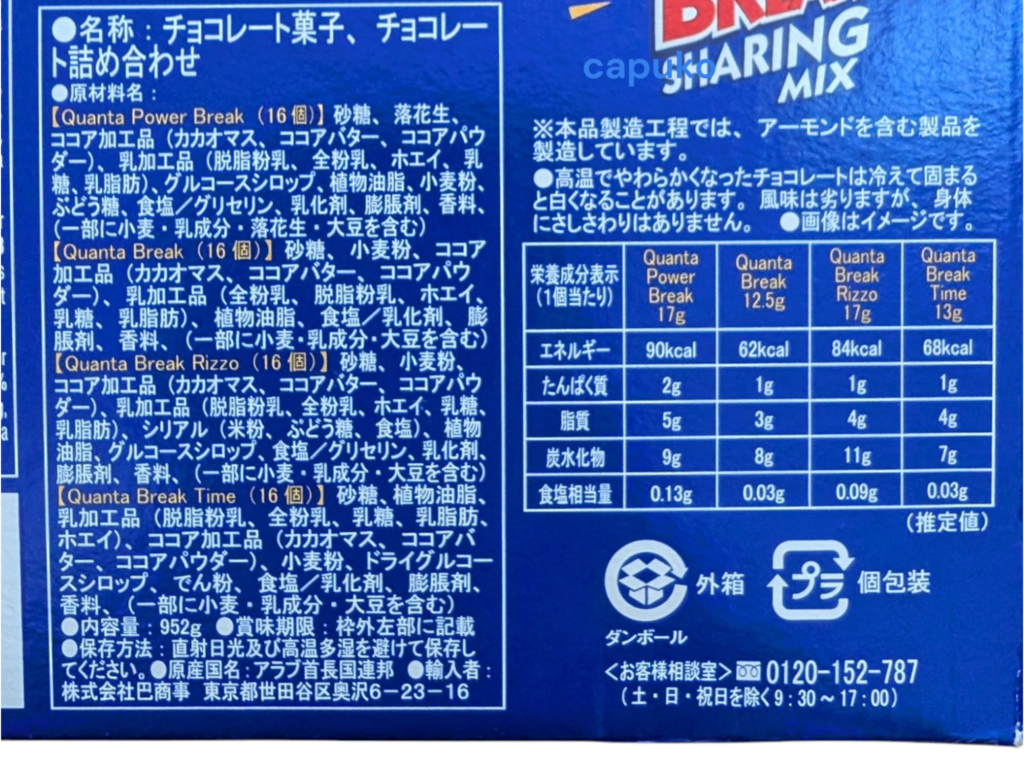 ●名称：チョコレート菓子、チョコレー
ト詰め合わせ
●原材料名：
【Quanta Power Break（16個）】砂糖、落花生、
ココア加工品（カカオマス、ココアバター、ココアパウ
ダー）、乳加工品（脱脂粉乳、全粉乳、ホエイ、乳
糖、乳脂肪）、グルコースシロップ、植物油脂、小麦粉、
ぶどう糖、食塩／グリセリン、乳化剤、膨脹剤、香料、
（一部に小麦・乳成分・落花生・大豆を含む）
【Quanta Break（16個）】砂糖、小麦粉、ココア
加工品（カカオマス、ココアバター、ココアパウ
ダー）、乳加工品（全粉乳、脱脂粉乳、ホエイ、
乳糖、乳脂肪）、植物油脂、食塩／乳化剤、膨
脹剤、香料、（一部に小麦・乳成分・大豆を含む）
【Quanta Break Rizzo（16個）】砂糖、小麦粉、
ココア加工品（カカオマス、ココアバター、ココアパウ
ダー）、乳加工品（脱脂粉乳、全粉乳、ホエイ、乳糖、
乳脂肪）、シリアル（米粉、ぶどう糖、食塩）、植物
油脂、グルコースシロップ、食塩／グリセリン、乳化剤、
膨脹剤、香料、（一部に小麦・乳成分・大豆を含む）
【Quanta Break Time（16個）】砂糖、植物油脂、
乳加工品（脱脂粉乳、全粉乳、乳糖、乳脂肪、
ホエイ）、ココア加工品（カカオマス、ココアバ
ター、ココアパウダー）、小麦粉、ドライグルコー
スシロップ、でん粉、食塩／乳化剤、膨脹剤、
香料、（一部に小麦・乳成分・大豆を含む）
●内容量：952g ●賞味期限：枠外左部に記載
●保存方法：直射日光及び高温多湿を避けて保存し
てください。●原産国名：アラブ首長国連邦 ●輸入者：
株式会社巴商事 東京都世田谷区奥沢6－23－16
SHARING
MIX
capuko
※本品製造工程では、アーモンドを含む製品を
製造しています。
●高温でやわらかくなったチョコレートは冷えて固まる
と白くなることがあります。風味は劣りますが、身体
にさしさわりはありません。 ●画像はイメージです。
栄養成分表示（1個当たり） Quanta Power Break 17g Quanta Break 12.5g Quanta Break Rizzo 17g Quanta Break Time 13g
エネルギー 90kcal 62kcal 84kcal 68kcal
たんぱく質 2g 1g 1g 1g
脂質 5g 3g 4g 4g
炭水化物 9g 8g 11g 7g
食塩相当量 0.13g 0.03g 0.09g 0.03g
（推定値）
外箱 プラ 個包装
ダンボール
＜お客様相談室＞0120-152-787
（土・日・祝日を除く9：30～17：00）